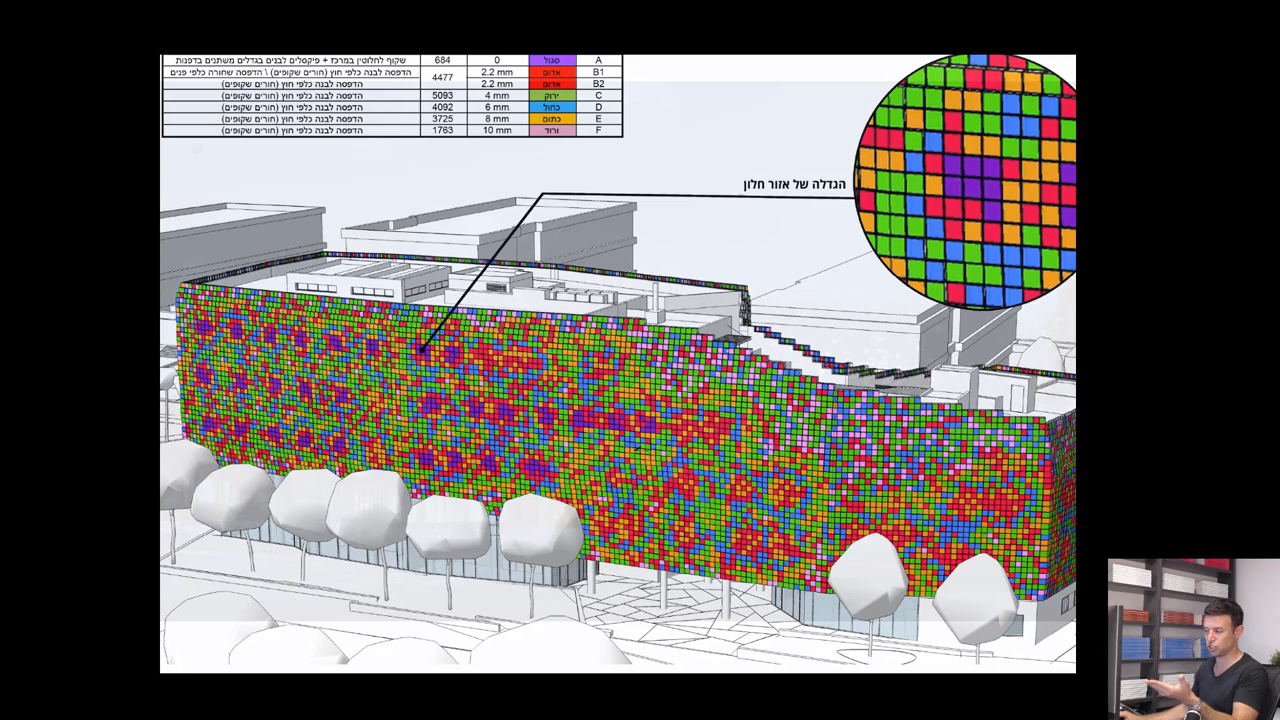 שקוף לחלוטין במרכז + פיקסלים לבנים בגדלים משתנים בדפנות 684 0 סגול A
הדפסה לבנה כלפי חוץ (חורים שקופים) \ הדפסה שחורה כלפי פנים 4477 2.2 mm אדום B1
הדפסה לבנה כלפי חוץ (חורים שקופים) 2.2 mm אדום B2
הדפסה לבנה כלפי חוץ (חורים שקופים) 5093 4 mm ירוק C
הדפסה לבנה כלפי חוץ (חורים שקופים) 4092 6 mm כחול D
הדפסה לבנה כלפי חוץ (חורים שקופים) 3725 8 mm כתום E
הדפסה לבנה כלפי חוץ (חורים שקופים) 1763 10 mm ורוד F
הגדלה של אזור חלון